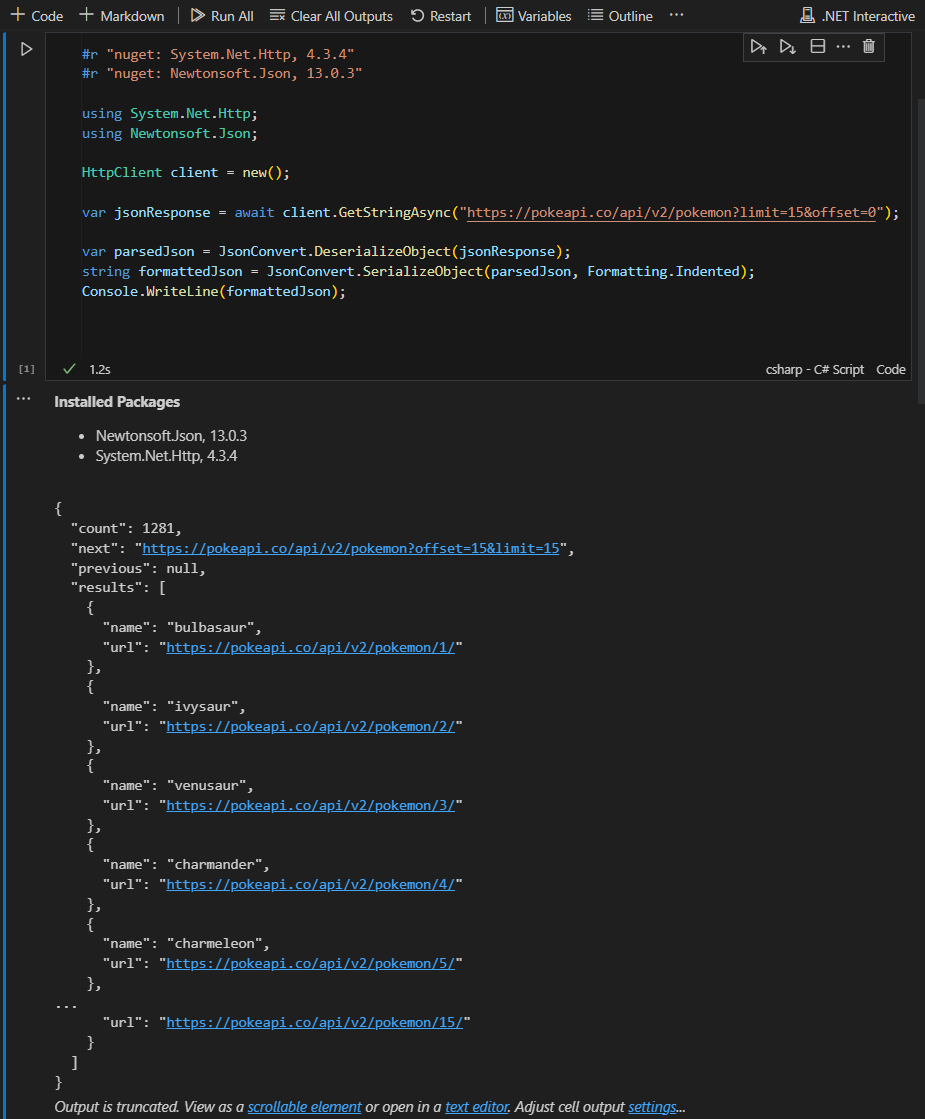 + Code + Markdown | Run All Clear All Outputs Restart | Variables Outline ... .NET Interactive
#r "nuget: System.Net.Http, 4.3.4"
#r "nuget: Newtonsoft.Json, 13.0.3"
using System.Net.Http;
using Newtonsoft.Json;
HttpClient client = new();
var jsonResponse = await client.GetStringAsync("https://pokeapi.co/api/v2/pokemon?limit=15&offset=0");
var parsedJson = JsonConvert.DeserializeObject(jsonResponse);
string formattedJson = JsonConvert.SerializeObject(parsedJson, Formatting.Indented);
Console.WriteLine(formattedJson);
[1] ✓ 1.2s csharp - C# Script Code
... Installed Packages
• Newtonsoft.Json, 13.0.3
• System.Net.Http, 4.3.4
{
  "count": 1281,
  "next": "https://pokeapi.co/api/v2/pokemon?offset=15&limit=15",
  "previous": null,
  "results": [
    {
      "name": "bulbasaur",
      "url": "https://pokeapi.co/api/v2/pokemon/1/"
    },
    {
      "name": "ivysaur",
      "url": "https://pokeapi.co/api/v2/pokemon/2/"
    },
    {
      "name": "venusaur",
      "url": "https://pokeapi.co/api/v2/pokemon/3/"
    },
    {
      "name": "charmander",
      "url": "https://pokeapi.co/api/v2/pokemon/4/"
    },
    {
      "name": "charmeleon",
      "url": "https://pokeapi.co/api/v2/pokemon/5/"
    },
...
      "url": "https://pokeapi.co/api/v2/pokemon/15/"
    }
  ]
}
Output is truncated. View as a scrollable element or open in a text editor. Adjust cell output settings...